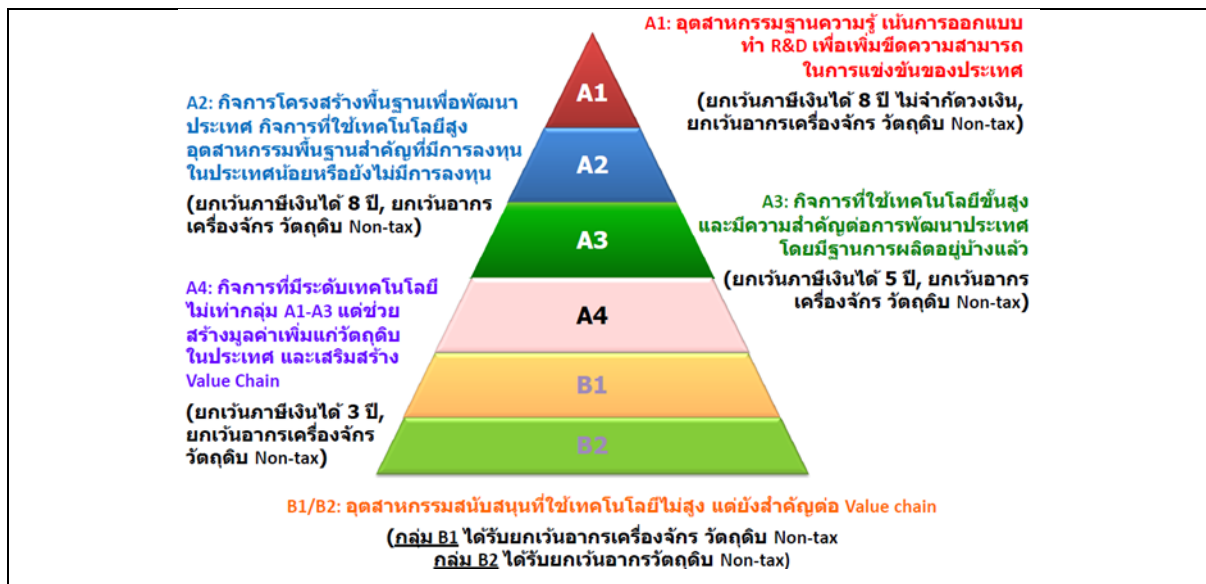 A1: อุตสาหกรรมฐานความรู้ เน้นการออกแบบ
ทำ R&D เพื่อเพิ่มขีดความสามารถ
ในการแข่งขันของประเทศ
(ยกเว้นภาษีเงินได้ 8 ปี ไม่จำกัดวงเงิน,
ยกเว้นอากรเครื่องจักร วัตถุดิบ Non-tax)
A1
A2: กิจการโครงสร้างพื้นฐานเพื่อพัฒนา
ประเทศ กิจการที่ใช้เทคโนโลยีสูง
อุตสาหกรรมพื้นฐานสำคัญที่มีการลงทุน
ในประเทศน้อยหรือยังไม่มีการลงทุน
(ยกเว้นภาษีเงินได้ 8 ปี, ยกเว้นอากร
เครื่องจักร วัตถุดิบ Non-tax)
A2
A3: กิจการที่ใช้เทคโนโลยีขั้นสูง
และมีความสำคัญต่อการพัฒนาประเทศ
โดยมีฐานการผลิตอยู่บ้างแล้ว
(ยกเว้นภาษีเงินได้ 5 ปี, ยกเว้นอากร
เครื่องจักร วัตถุดิบ Non-tax)
A3
A4: กิจการที่มีระดับเทคโนโลยี
ไม่เท่ากลุ่ม A1-A3 แต่ช่วย
สร้างมูลค่าเพิ่มแก่วัตถุดิบ
ในประเทศ และเสริมสร้าง
Value Chain
(ยกเว้นภาษีเงินได้ 3 ปี,
ยกเว้นอากรเครื่องจักร
วัตถุดิบ Non-tax)
A4
B1
B2
B1/B2: อุตสาหกรรมสนับสนุนที่ใช้เทคโนโลยีไม่สูง แต่ยังสำคัญต่อ Value chain
(กลุ่ม B1 ได้รับยกเว้นอากรเครื่องจักร วัตถุดิบ Non-tax
กลุ่ม B2 ได้รับยกเว้นอากรวัตถุดิบ Non-tax)